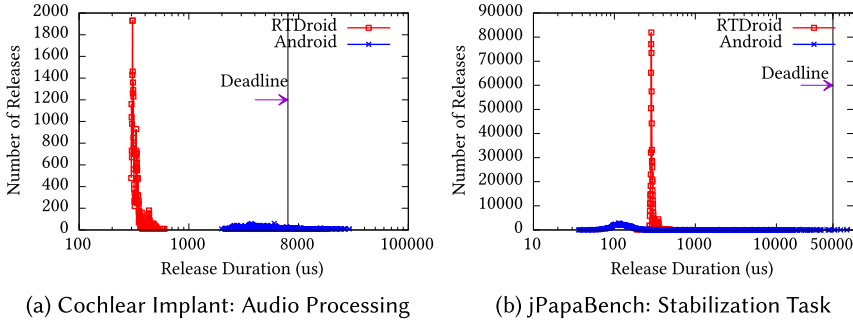 2000
1800
1600
1400
1200
1000
800
600
400
200
0
Number of Releases
RTDroid
Android
Deadline
100 1000 8000 100000
Release Duration (us)
(a) Cochlear Implant: Audio Processing
90000
80000
70000
60000
50000
40000
30000
20000
10000
0
Number of Releases
RTDroid
Android
Deadline
10 100 1000 10000 50000
Release Duration (us)
(b) jPapaBench: Stabilization Task